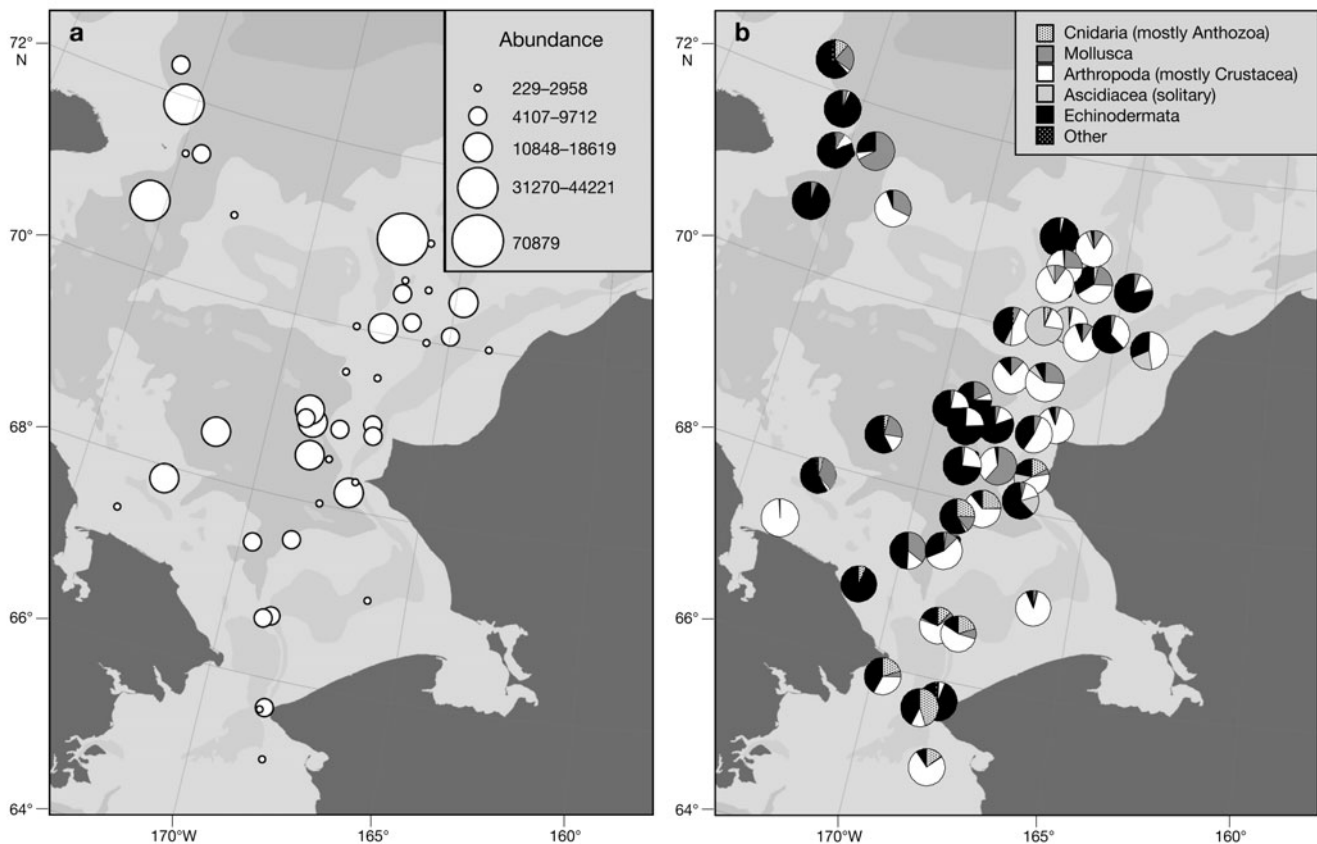 a
72°
N
70°
68°
66°
64°
170°W
165°
160°
Abundance
229–2958
4107–9712
10848–18619
31270–44221
70879
b
72°
N
70°
68°
66°
64°
170°W
165°
160°
Cnidaria (mostly Anthozoa)
Mollusca
Arthropoda (mostly Crustacea)
Ascidiacea (solitary)
Echinodermata
Other